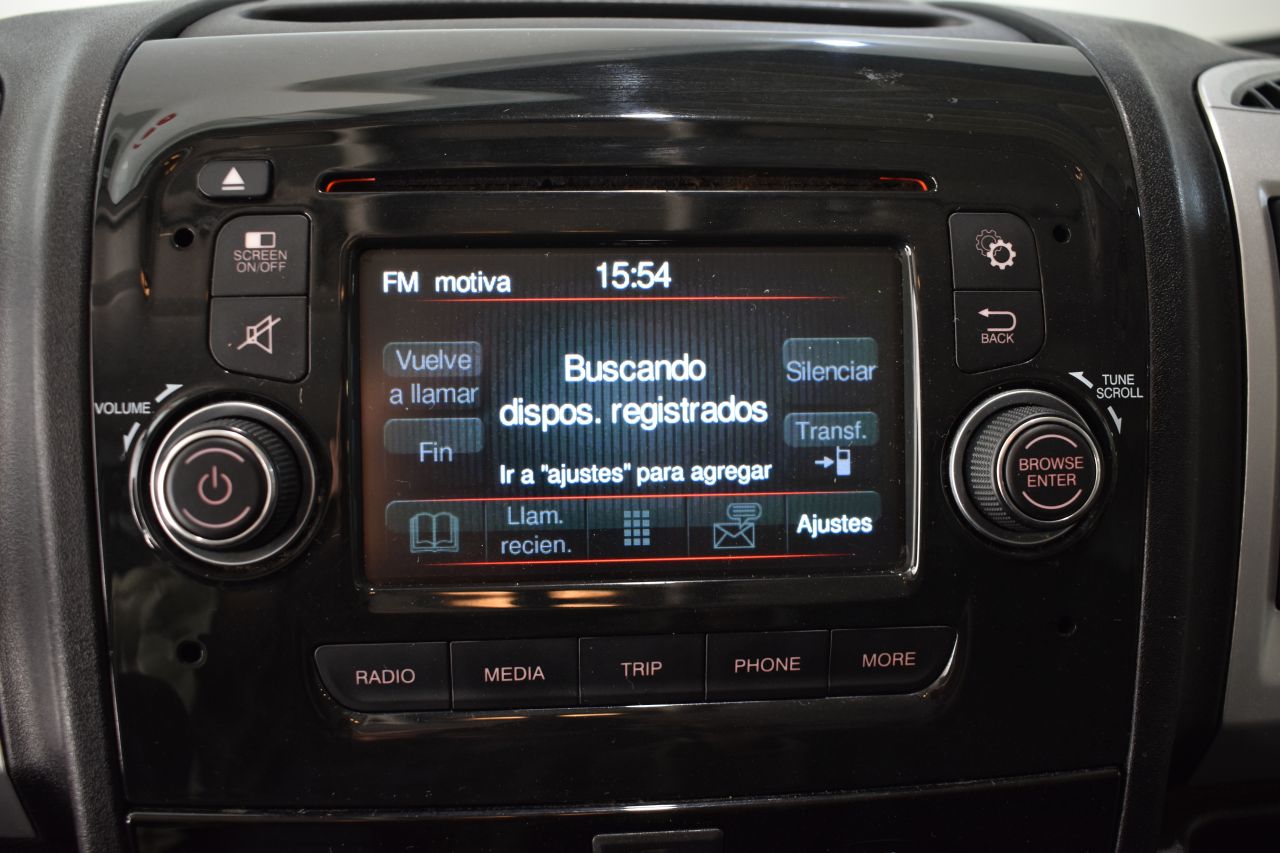 SCREEN
ON/OFF
BACK
VOLUME
TUNE
SCROLL
BROWSE
ENTER
FM motiva 15:54
Vuelve
a llamar
Fin
Buscando
dispos. registrados
Ir a "ajustes" para agregar
Silenciar
Transf.
Llam.
recien.
Ajustes
RADIO MEDIA TRIP PHONE MORE